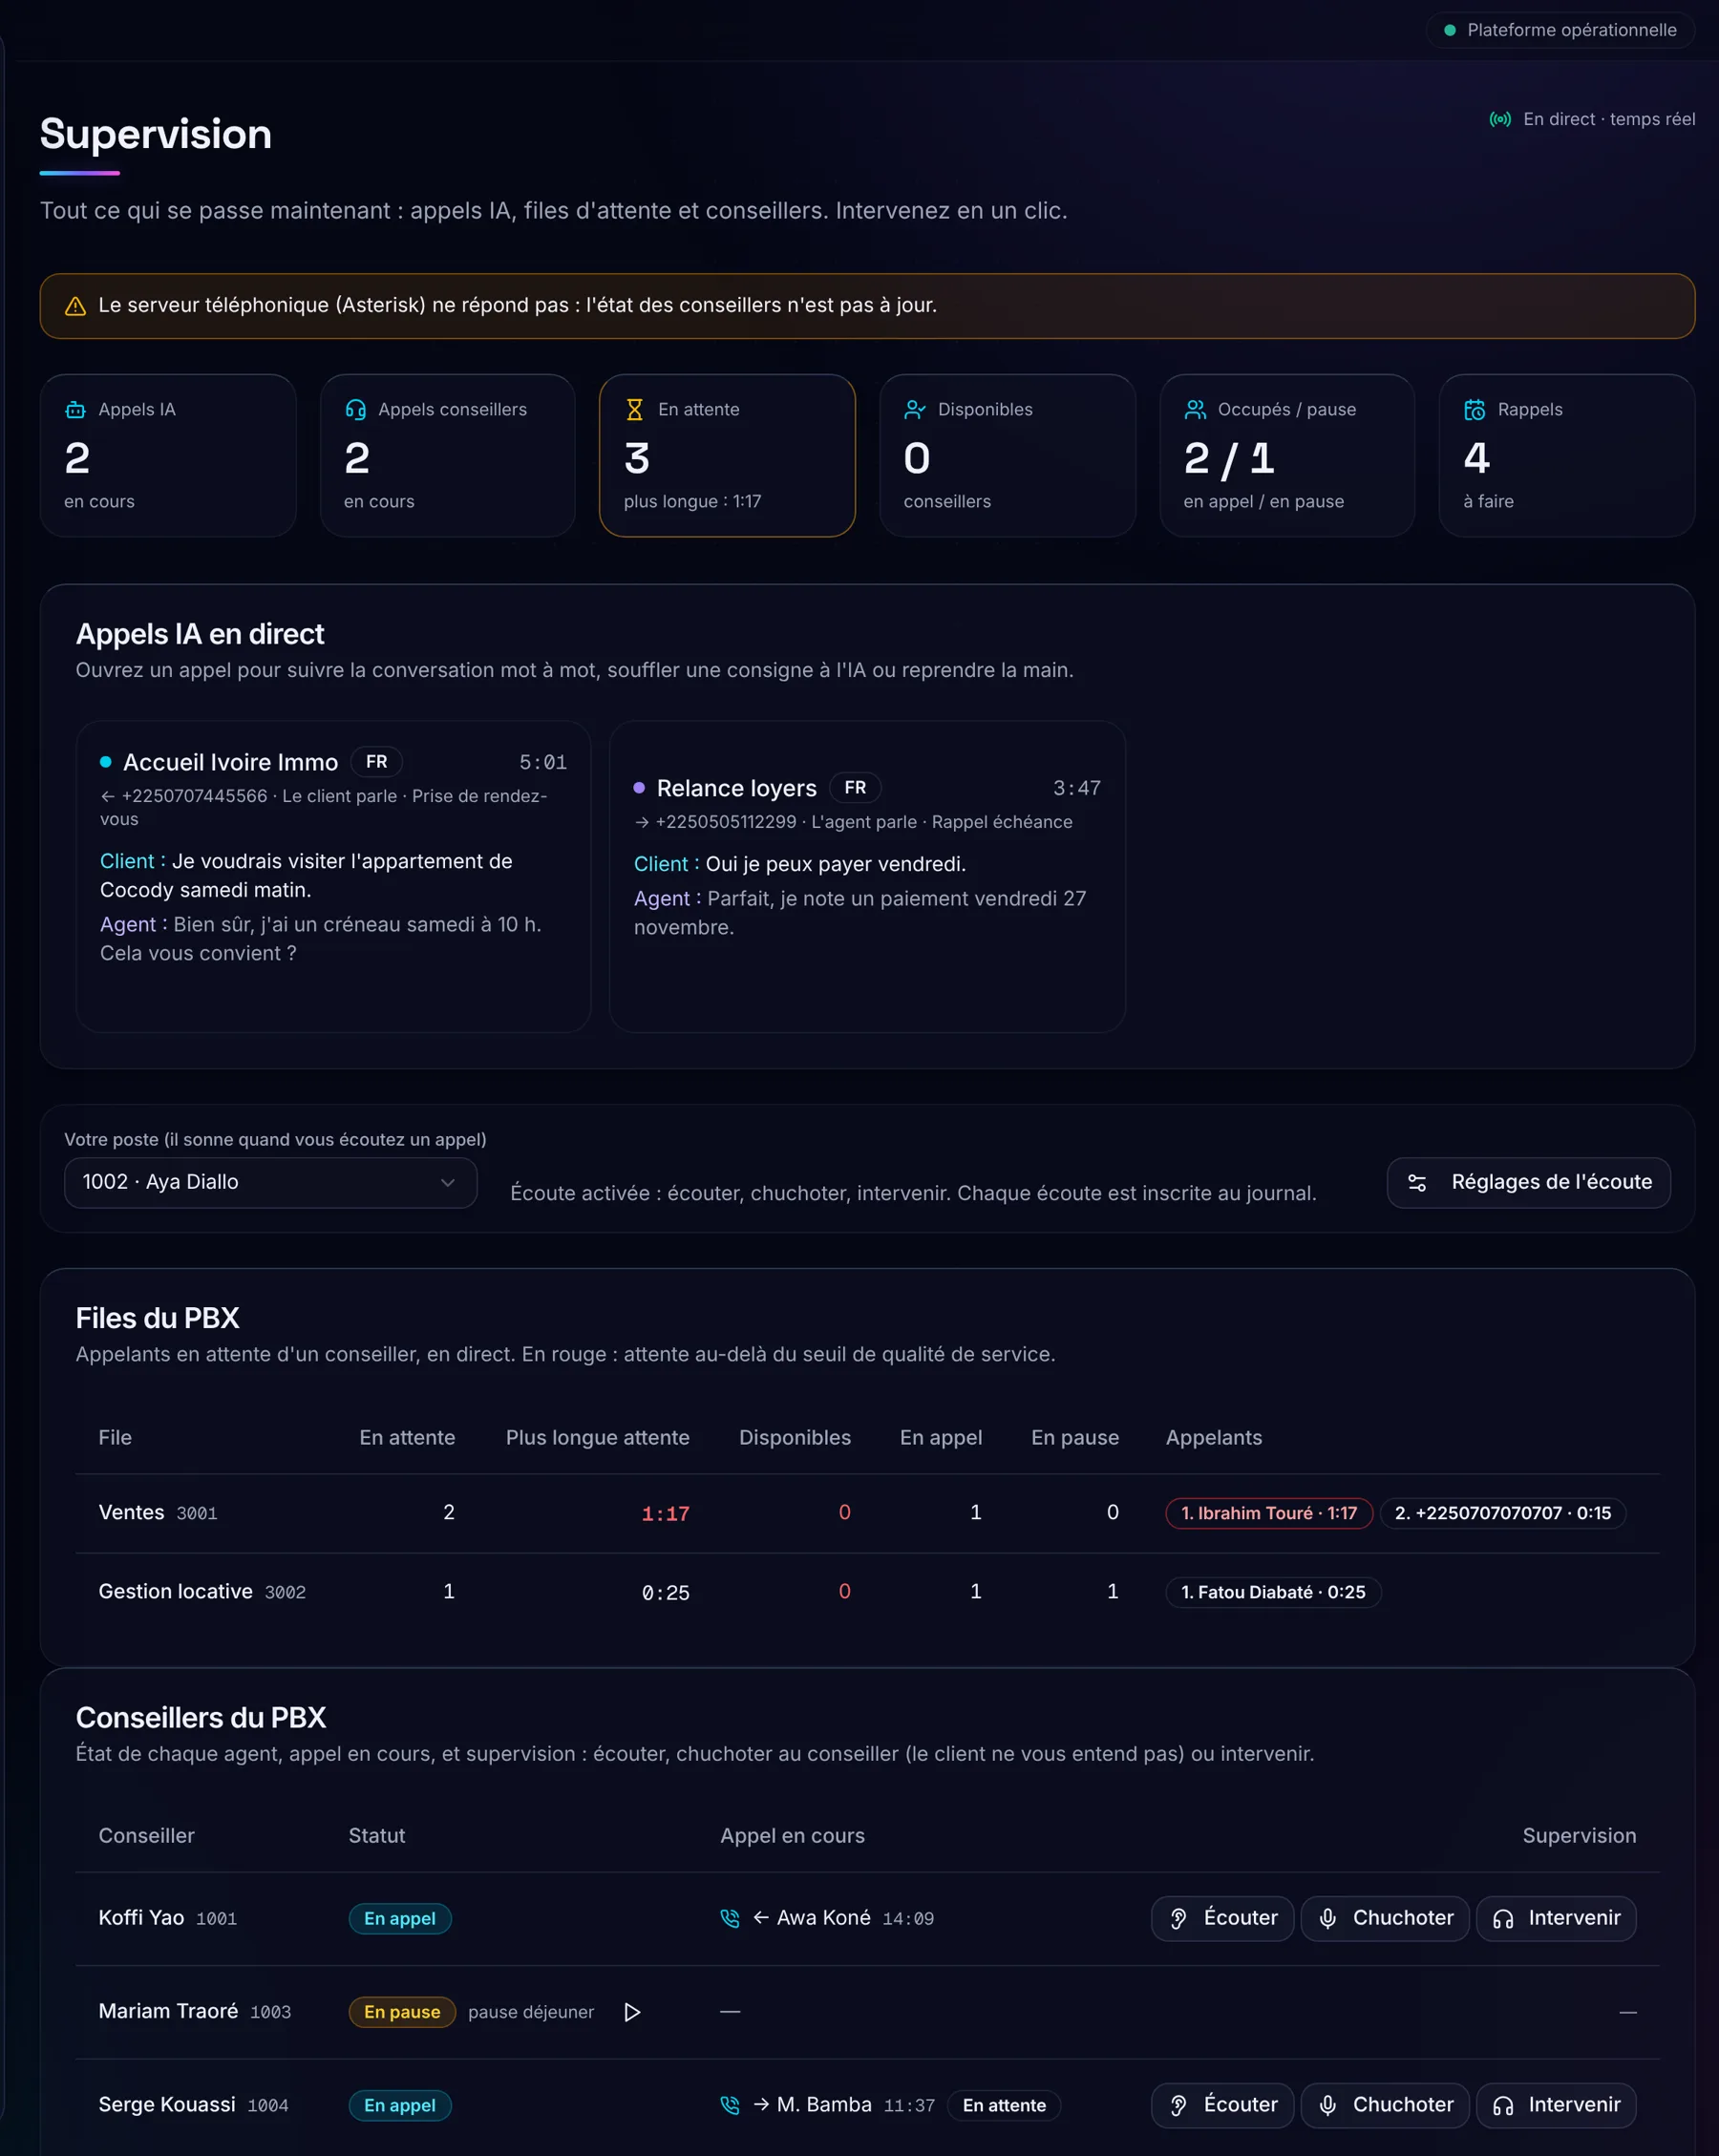 Plateforme opérationnelle
Supervision
En direct · temps réel
Tout ce qui se passe maintenant : appels IA, files d'attente et conseillers. Intervenez en un clic.
Le serveur téléphonique (Asterisk) ne répond pas : l'état des conseillers n'est pas à jour.
Appels IA
2
en cours
Appels conseillers
2
en cours
En attente
3
plus longue : 1:17
Disponibles
0
conseillers
Occupés / pause
2 / 1
en appel / en pause
Rappels
4
à faire
Appels IA en direct
Ouvrez un appel pour suivre la conversation mot à mot, souffler une consigne à l'IA ou reprendre la main.
Accueil Ivoire Immo FR 5:01
← +2250707445566 · Le client parle · Prise de rendez-
vous
Client : Je voudrais visiter l'appartement de
Cocody samedi matin.
Agent : Bien sûr, j'ai un créneau samedi à 10 h.
Cela vous convient ?
Relance loyers FR 3:47
→ +2250505112299 · L'agent parle · Rappel échéance
Client : Oui je peux payer vendredi.
Agent : Parfait, je note un paiement vendredi 27
novembre.
Votre poste (il sonne quand vous écoutez un appel)
1002 · Aya Diallo
Écoute activée : écouter, chuchoter, intervenir. Chaque écoute est inscrite au journal.
Réglages de l'écoute
Files du PBX
Appelants en attente d'un conseiller, en direct. En rouge : attente au-delà du seuil de qualité de service.
File En attente Plus longue attente Disponibles En appel En pause Appelants
Ventes 3001 2 1:17 0 1 0 1. Ibrahim Touré · 1:17 2. +2250707070707 · 0:15
Gestion locative 3002 1 0:25 0 1 1 1. Fatou Diabaté · 0:25
Conseillers du PBX
État de chaque agent, appel en cours, et supervision : écouter, chuchoter au conseiller (le client ne vous entend pas) ou intervenir.
Conseiller Statut Appel en cours Supervision
Koffi Yao 1001 En appel ← Awa Koné 14:09 Écouter Chuchoter Intervenir
Mariam Traoré 1003 En pause pause déjeuner — —
Serge Kouassi 1004 En appel → M. Bamba 11:37 En attente Écouter Chuchoter Intervenir